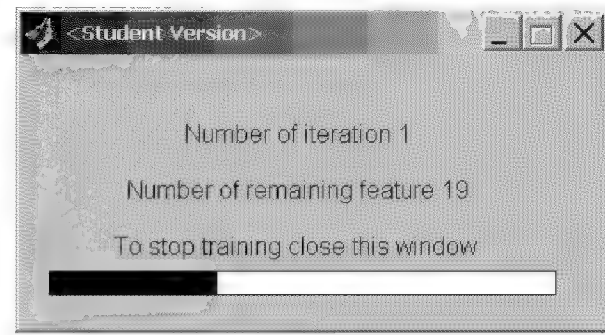 <Student Version>
Number of iteration 1
Number of remaining feature 19
To stop training close this window